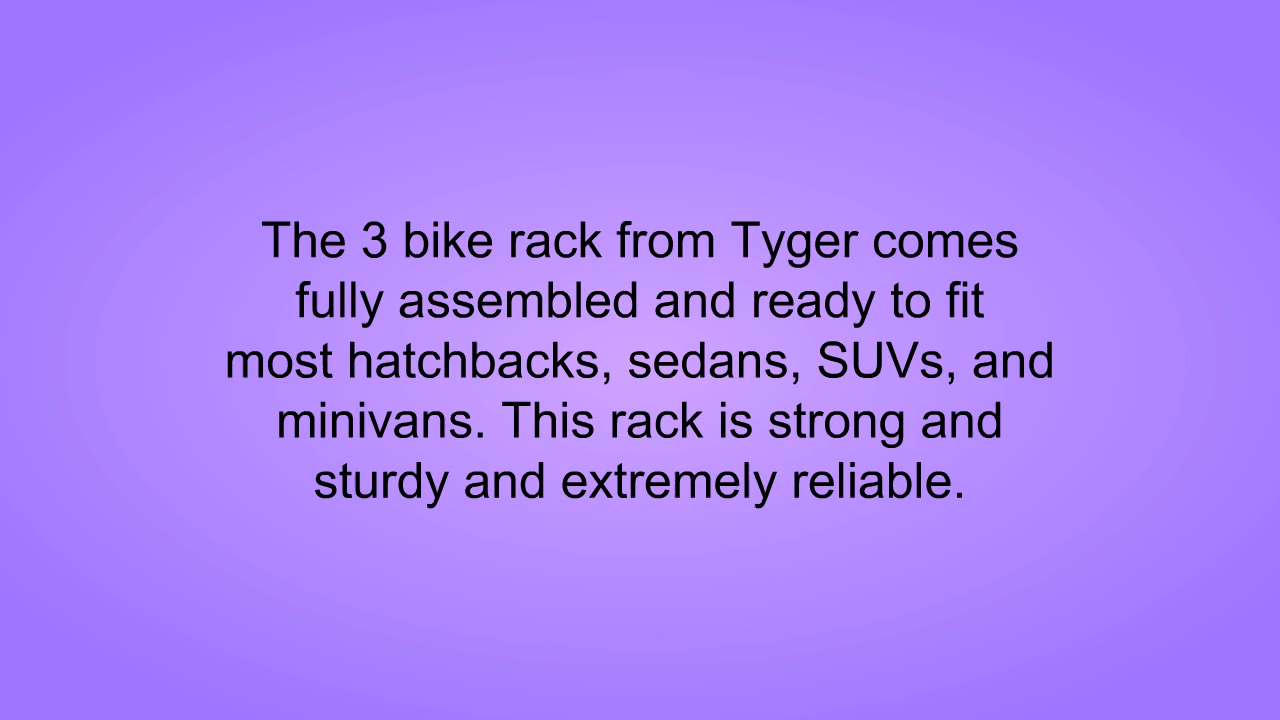 The 3 bike rack from Tyger comes
fully assembled and ready to fit
most hatchbacks, sedans, SUVs, and
minivans. This rack is strong and
sturdy and extremely reliable.